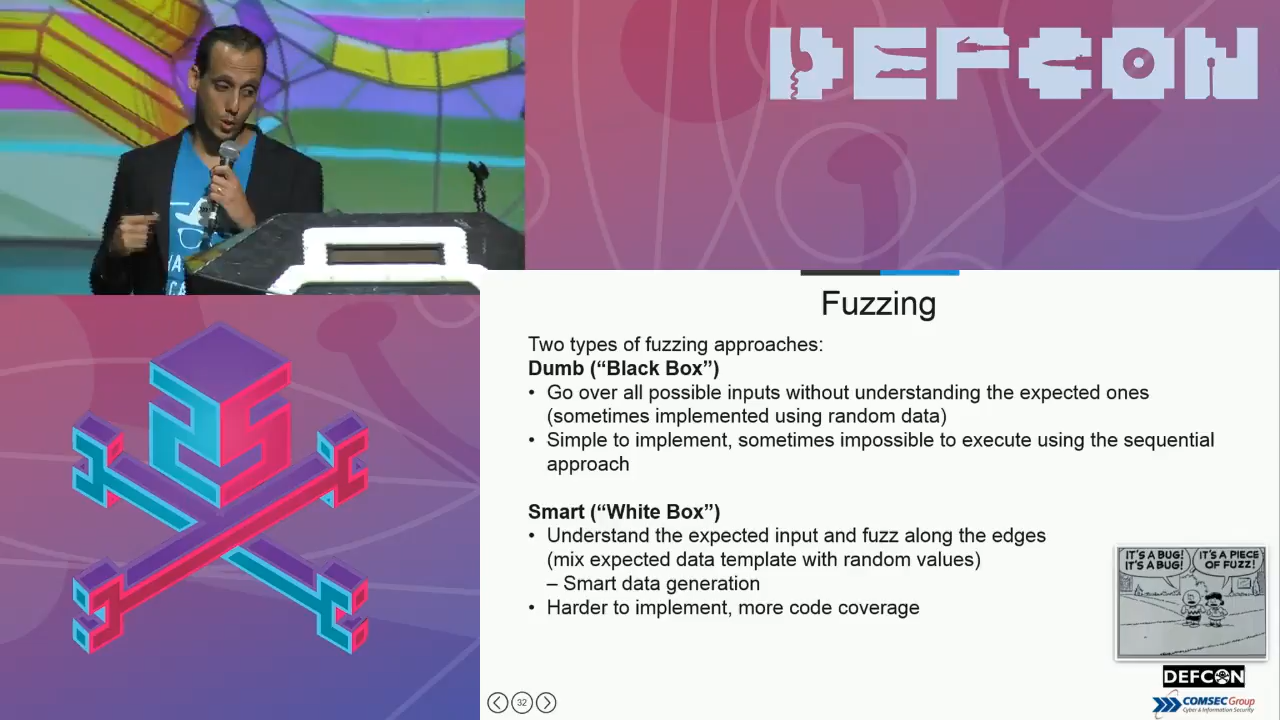 DEFCON
Fuzzing
Two types of fuzzing approaches:
Dumb (“Black Box”)
• Go over all possible inputs without understanding the expected ones
(sometimes implemented using random data)
• Simple to implement, sometimes impossible to execute using the sequential
approach
Smart (“White Box”)
• Understand the expected input and fuzz along the edges
(mix expected data template with random values)
– Smart data generation
• Harder to implement, more code coverage
IT'S A BUG!
IT'S A BUG!
IT'S A PIECE
OF FUZZ!
DEFCON
COMSEC Group
Cyber & Information Security
32